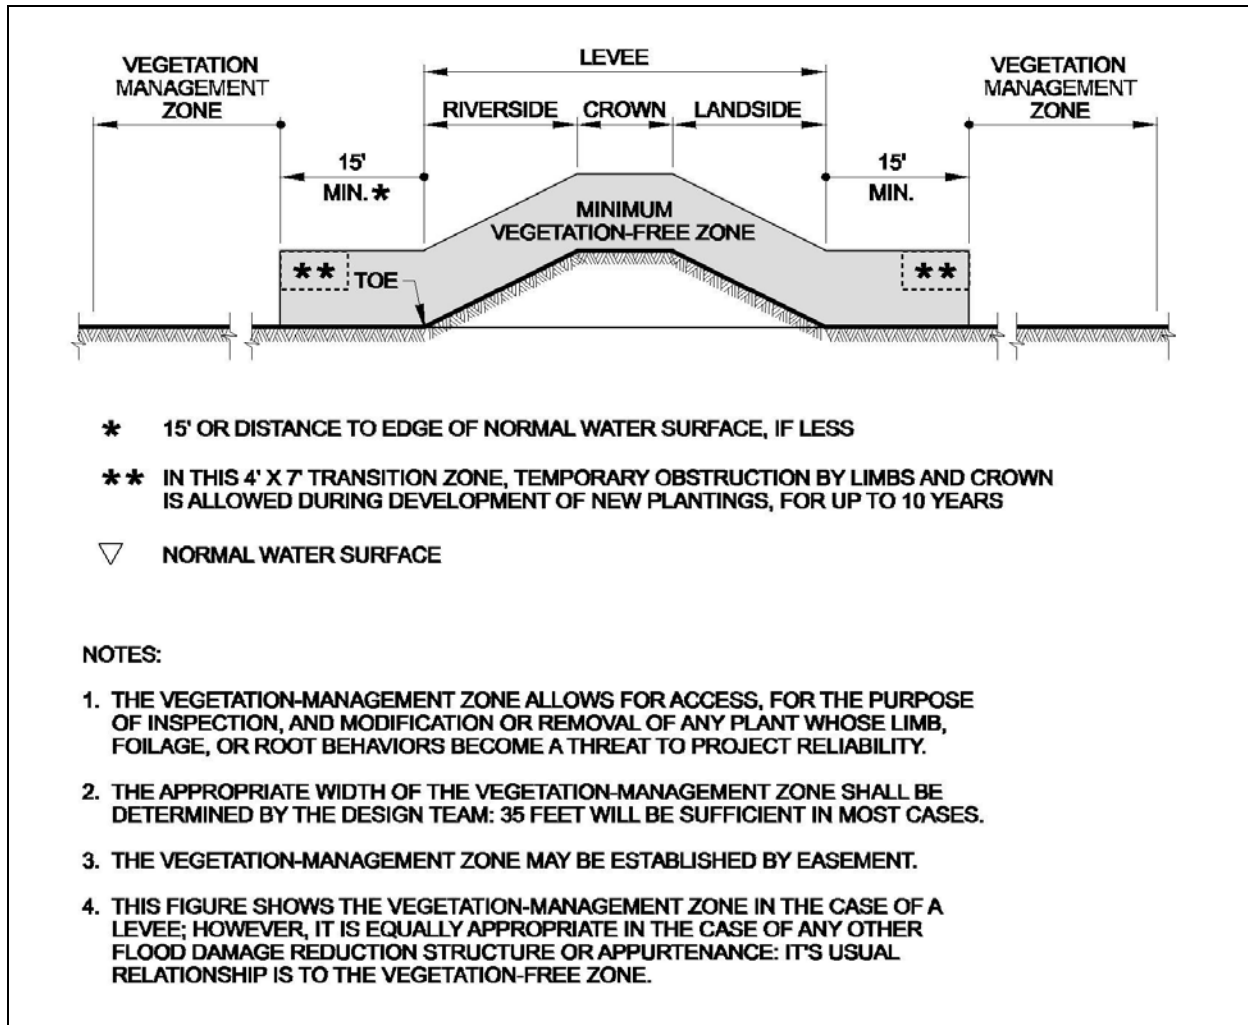 VEGETATION
MANAGEMENT
ZONE
LEVEE
VEGETATION
MANAGEMENT
ZONE
RIVERSIDE
CROWN
LANDSIDE
15'
MIN. *
15'
MIN.
MINIMUM
VEGETATION-FREE ZONE
**
TOE
**
* 15' OR DISTANCE TO EDGE OF NORMAL WATER SURFACE, IF LESS
** IN THIS 4' X 7' TRANSITION ZONE, TEMPORARY OBSTRUCTION BY LIMBS AND CROWN
IS ALLOWED DURING DEVELOPMENT OF NEW PLANTINGS, FOR UP TO 10 YEARS
NORMAL WATER SURFACE
NOTES:
1. THE VEGETATION-MANAGEMENT ZONE ALLOWS FOR ACCESS, FOR THE PURPOSE
OF INSPECTION, AND MODIFICATION OR REMOVAL OF ANY PLANT WHOSE LIMB,
FOILAGE, OR ROOT BEHAVIORS BECOME A THREAT TO PROJECT RELIABILITY.
2. THE APPROPRIATE WIDTH OF THE VEGETATION-MANAGEMENT ZONE SHALL BE
DETERMINED BY THE DESIGN TEAM: 35 FEET WILL BE SUFFICIENT IN MOST CASES.
3. THE VEGETATION-MANAGEMENT ZONE MAY BE ESTABLISHED BY EASEMENT.
4. THIS FIGURE SHOWS THE VEGETATION-MANAGEMENT ZONE IN THE CASE OF A
LEVEE; HOWEVER, IT IS EQUALLY APPROPRIATE IN THE CASE OF ANY OTHER
FLOOD DAMAGE REDUCTION STRUCTURE OR APPURTENANCE: IT'S USUAL
RELATIONSHIP IS TO THE VEGETATION-FREE ZONE.